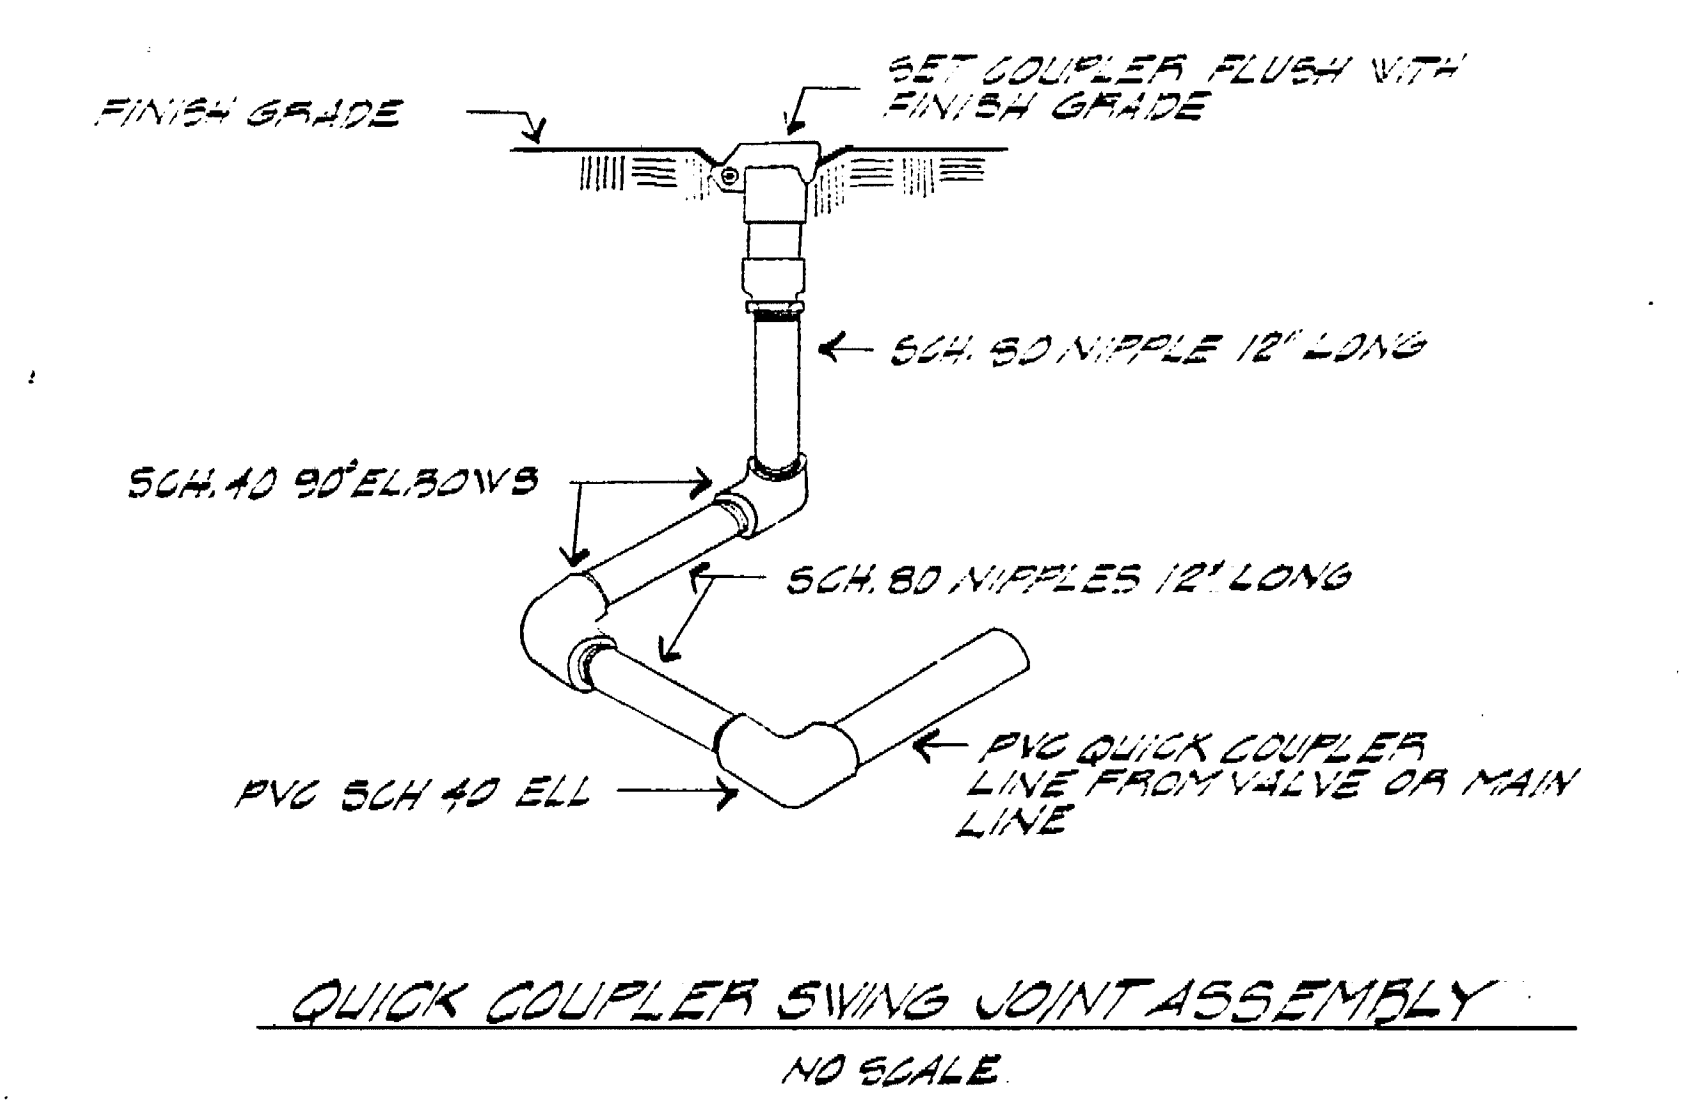 SET COUPLER FLUSH WITH
FINISH GRADE
FINISH GRADE
SCH. 80 NIPPLE 12" LONG
SCH. 40 90° ELBOWS
SCH. 80 NIPPLES 12" LONG
PVC QUICK COUPLER
LINE FROM VALVE OR MAIN
LINE
PVC SCH 40 ELL
QUICK COUPLER SWING JOINT ASSEMBLY
NO SCALE